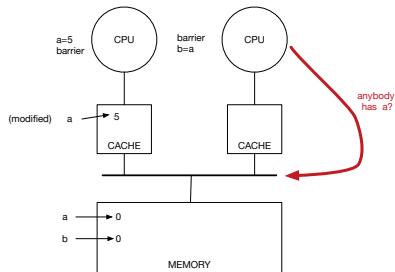 a=5
barrier
CPU
barrier
b=a
CPU
anybody
has a?
(modified) a 5
CACHE
CACHE
a 0
b 0
MEMORY